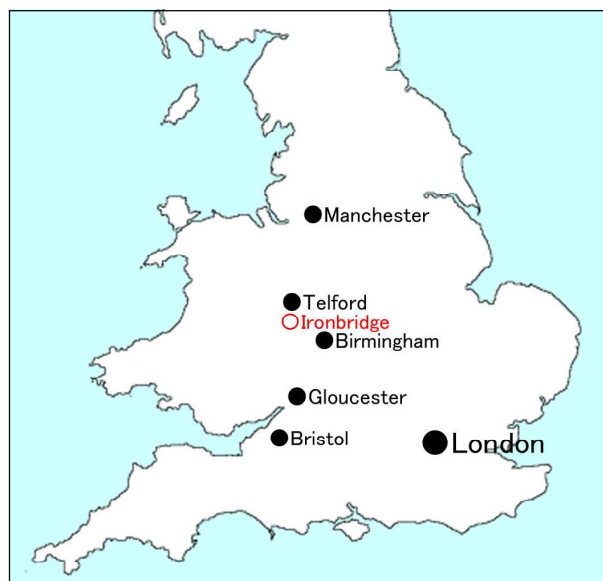 Manchester
Telford
Ironbridge
Birmingham
Gloucester
Bristol
London